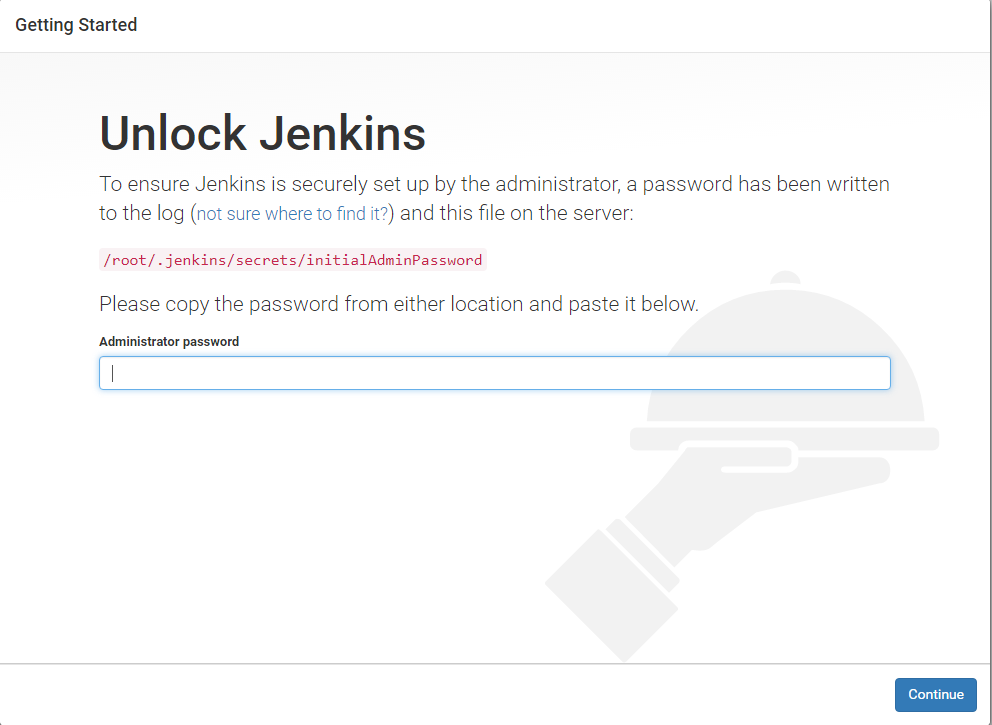 Getting Started
Unlock Jenkins
To ensure Jenkins is securely set up by the administrator, a password has been written
to the log (not sure where to find it?) and this file on the server:
/root/.jenkins/secrets/initialAdminPassword
Please copy the password from either location and paste it below.
Administrator password
Continue